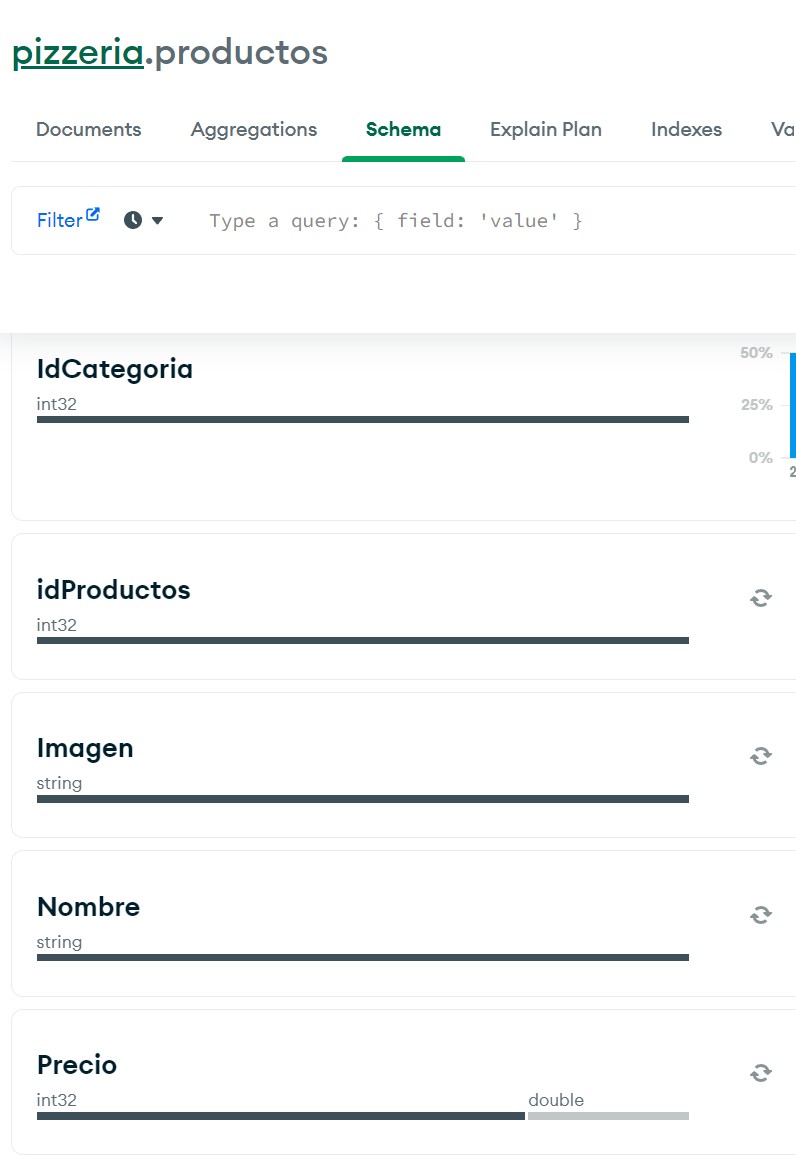 pizzeria.productos
Documents Aggregations Schema Explain Plan Indexes Va
Filter Type a query: { field: 'value' }
IdCategoria
int32
50%
25%
0%
2
idProductos
int32
Imagen
string
Nombre
string
Precio
int32 double